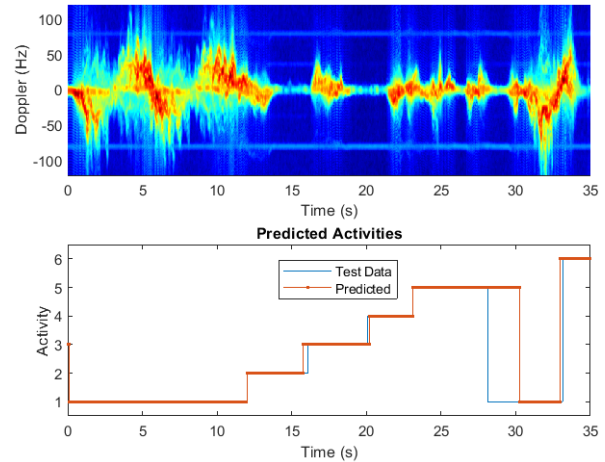 100
50
0
-50
-100
Doppler (Hz)
0 5 10 15 20 25 30 35
Time (s)
Predicted Activities
6
5
4
3
2
1
Activity
Test Data
Predicted
0 5 10 15 20 25 30 35
Time (s)